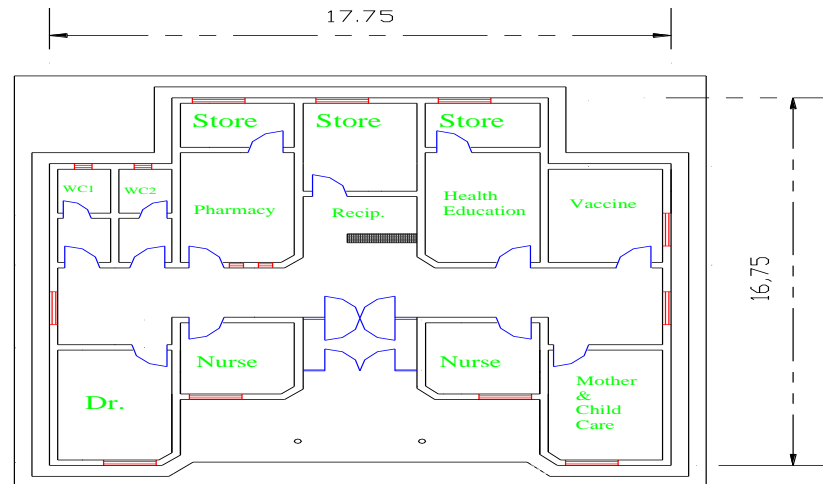 17.75
Store
Store
Store
WC1
WC2
Pharmacy
Recip.
Health
Education
Vaccine
16,75
Nurse
Nurse
Dr.
Mother
&
Child
Care